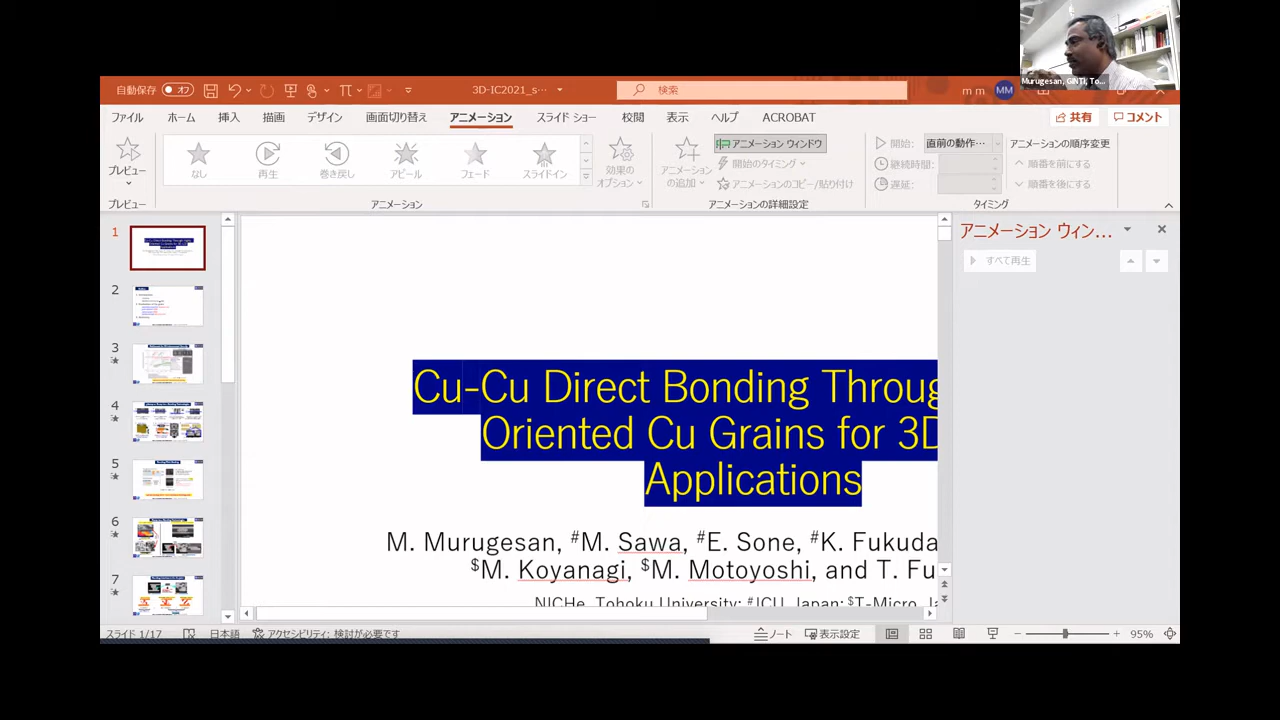 Murugesan, GINTI, To...
自動保存 オフ 3D-IC2021_s... 検索 m m MM
ファイル ホーム 挿入 描画 デザイン 画面切り替え アニメーション スライド ショー 校閲 表示 ヘルプ ACROBAT 共有 コメント
プレビュー なし 再生 巻き戻し アピール フェード スライドイン 効果の オプション アニメーション の追加 アニメーション ウィンドウ 開始: 直前の動作... アニメーションの順序変更
開始のタイミング 継続時間: 順番を前にする
アニメーションのコピー/貼り付け 遅延: 順番を後にする
プレビュー アニメーション アニメーションの詳細設定 タイミング
アニメーション ウィン...
すべて再生
1
2
3
4
5
6
7
Cu-Cu Direct Bonding Throug
Oriented Cu Grains for 3D
Applications
M. Murugesan, #M. Sawa, #E. Sone, #K. Fukuda
$M. Koyanagi, $M. Motoyoshi, and T. Fu
NICHe, Tohoku University; #JCU, Japan; $T-Micro, Ja
スライド 1/17 日本語 アクセシビリティ: 検討が必要です ノート 表示設定 95%